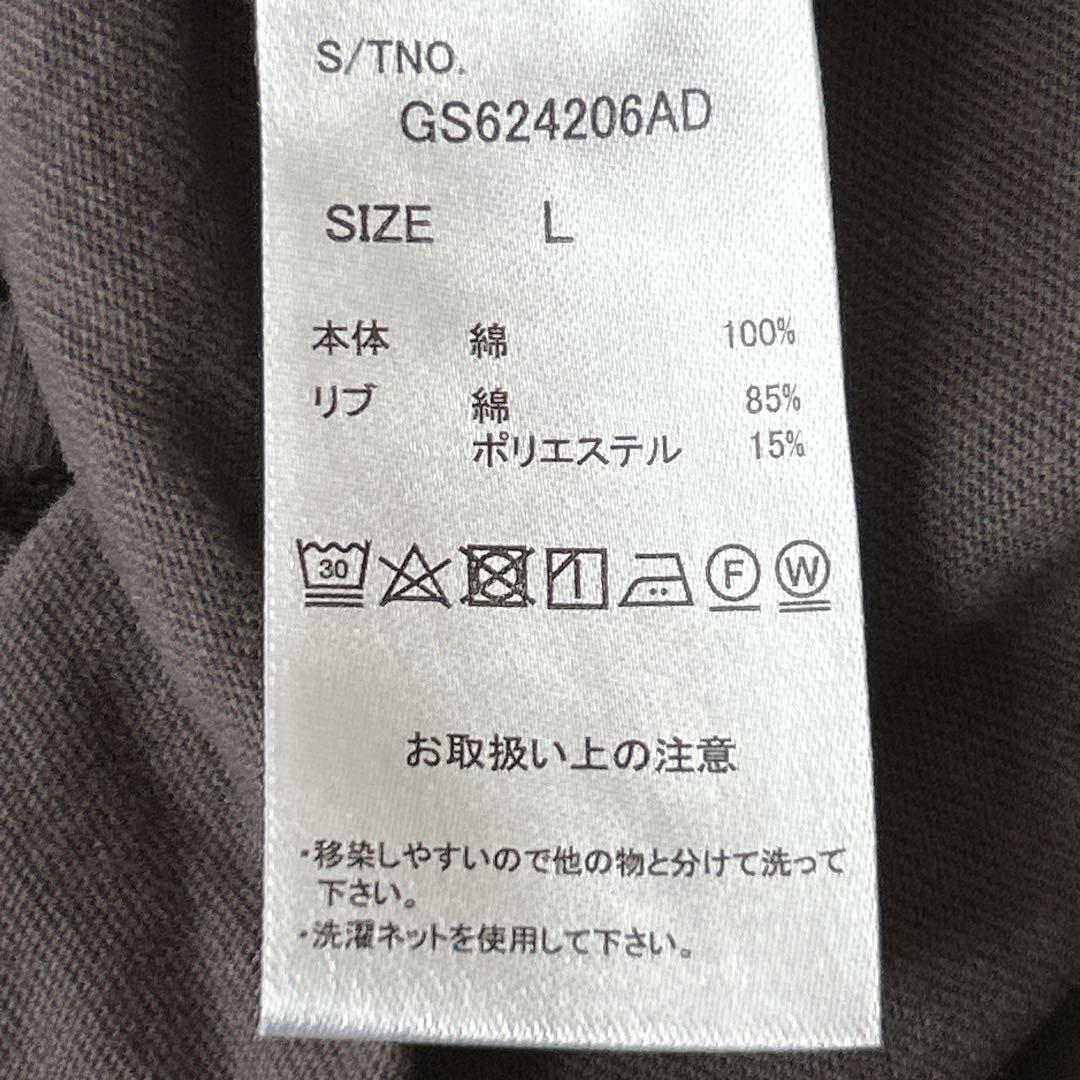 S/TNO.
GS624206AD
SIZE L
本体 綿 100%
リブ 綿 85%
ポリエステル 15%
30 F W
お取扱い上の注意
・移染しやすいので他の物と分けて洗って
下さい。
・洗濯ネットを使用して下さい。